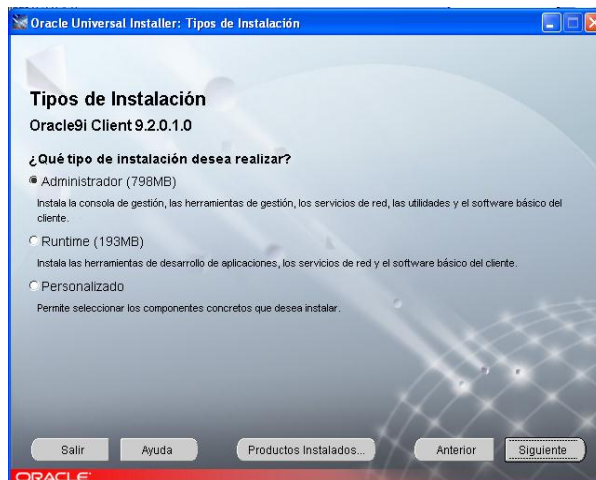 Oracle Universal Installer: Tipos de Instalación
Tipos de Instalación
Oracle9i Client 9.2.0.1.0
¿Qué tipo de instalación desea realizar?
Administrador (798MB)
Instala la consola de gestión, las herramientas de gestión, los servicios de red, las utilidades y el software básico del
cliente.
Runtime (193MB)
Instala las herramientas de desarrollo de aplicaciones, los servicios de red y el software básico del cliente.
Personalizado
Permite seleccionar los componentes concretos que desea instalar.
Salir
Ayuda
Productos Instalados...
Anterior
Siguiente
ORACLE